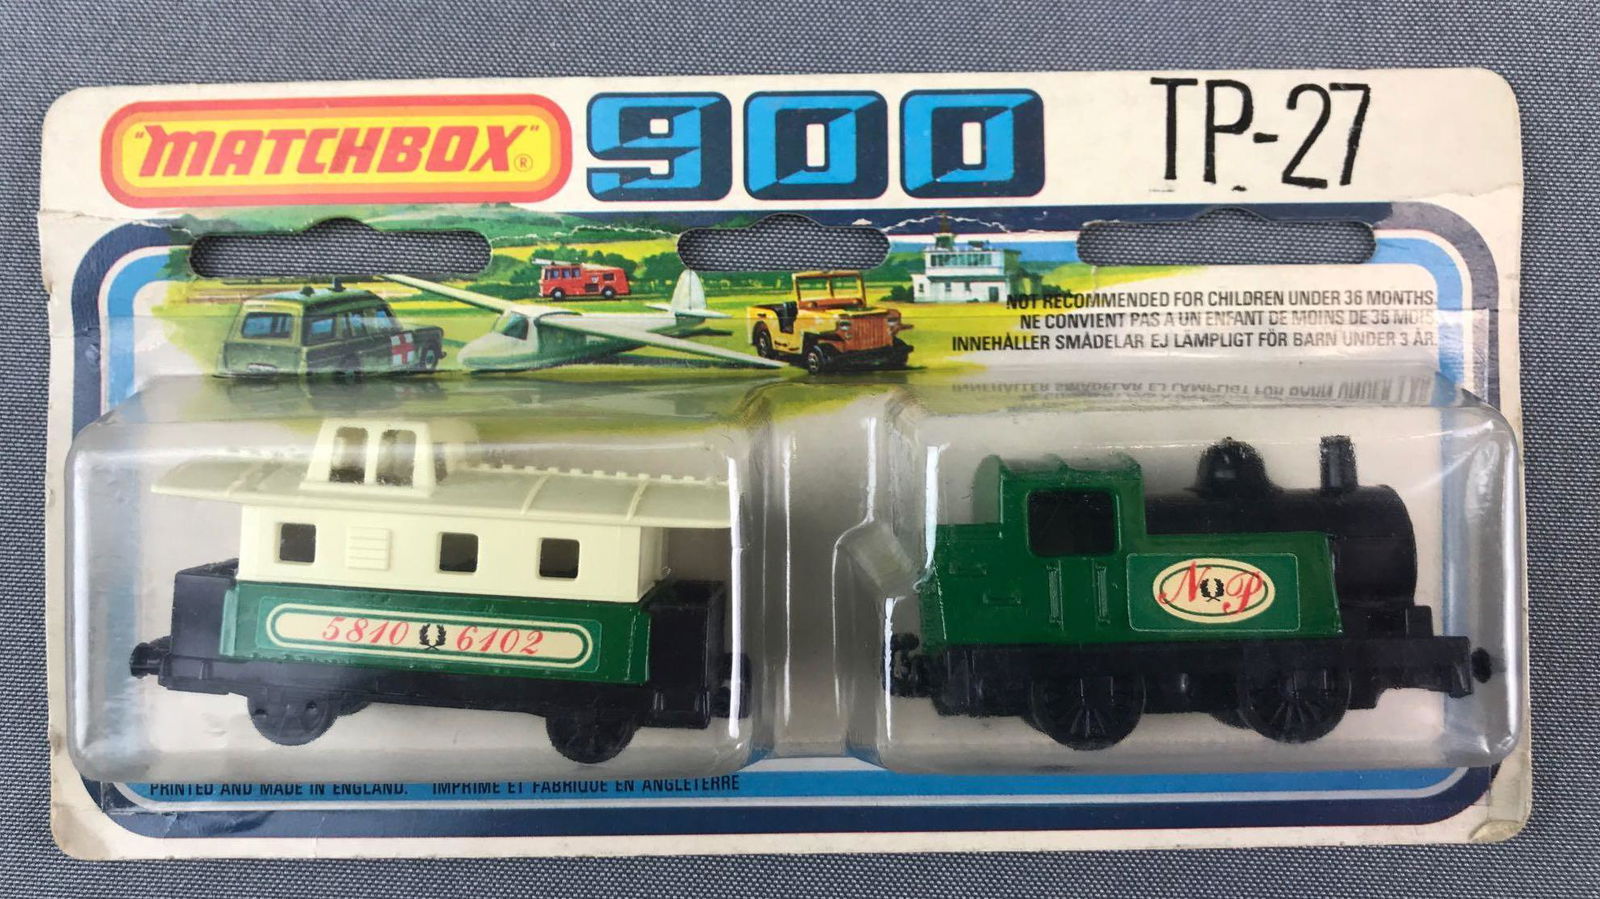 "MATCHBOX"®
900
TP-27
NOT RECOMMENDED FOR CHILDREN UNDER 36 MONTHS.
NE CONVIENT PAS A UN ENFANT DE MOINS DE 36 MOIS
INNEHÅLLER SMÅDELAR EJ LÄMPLIGT FÖR BARN UNDER 3 ÅR.
5810 6102
N P
PRINTED AND MADE IN ENGLAND. IMPRIME ET FABRIQUE EN ANGLETERRE